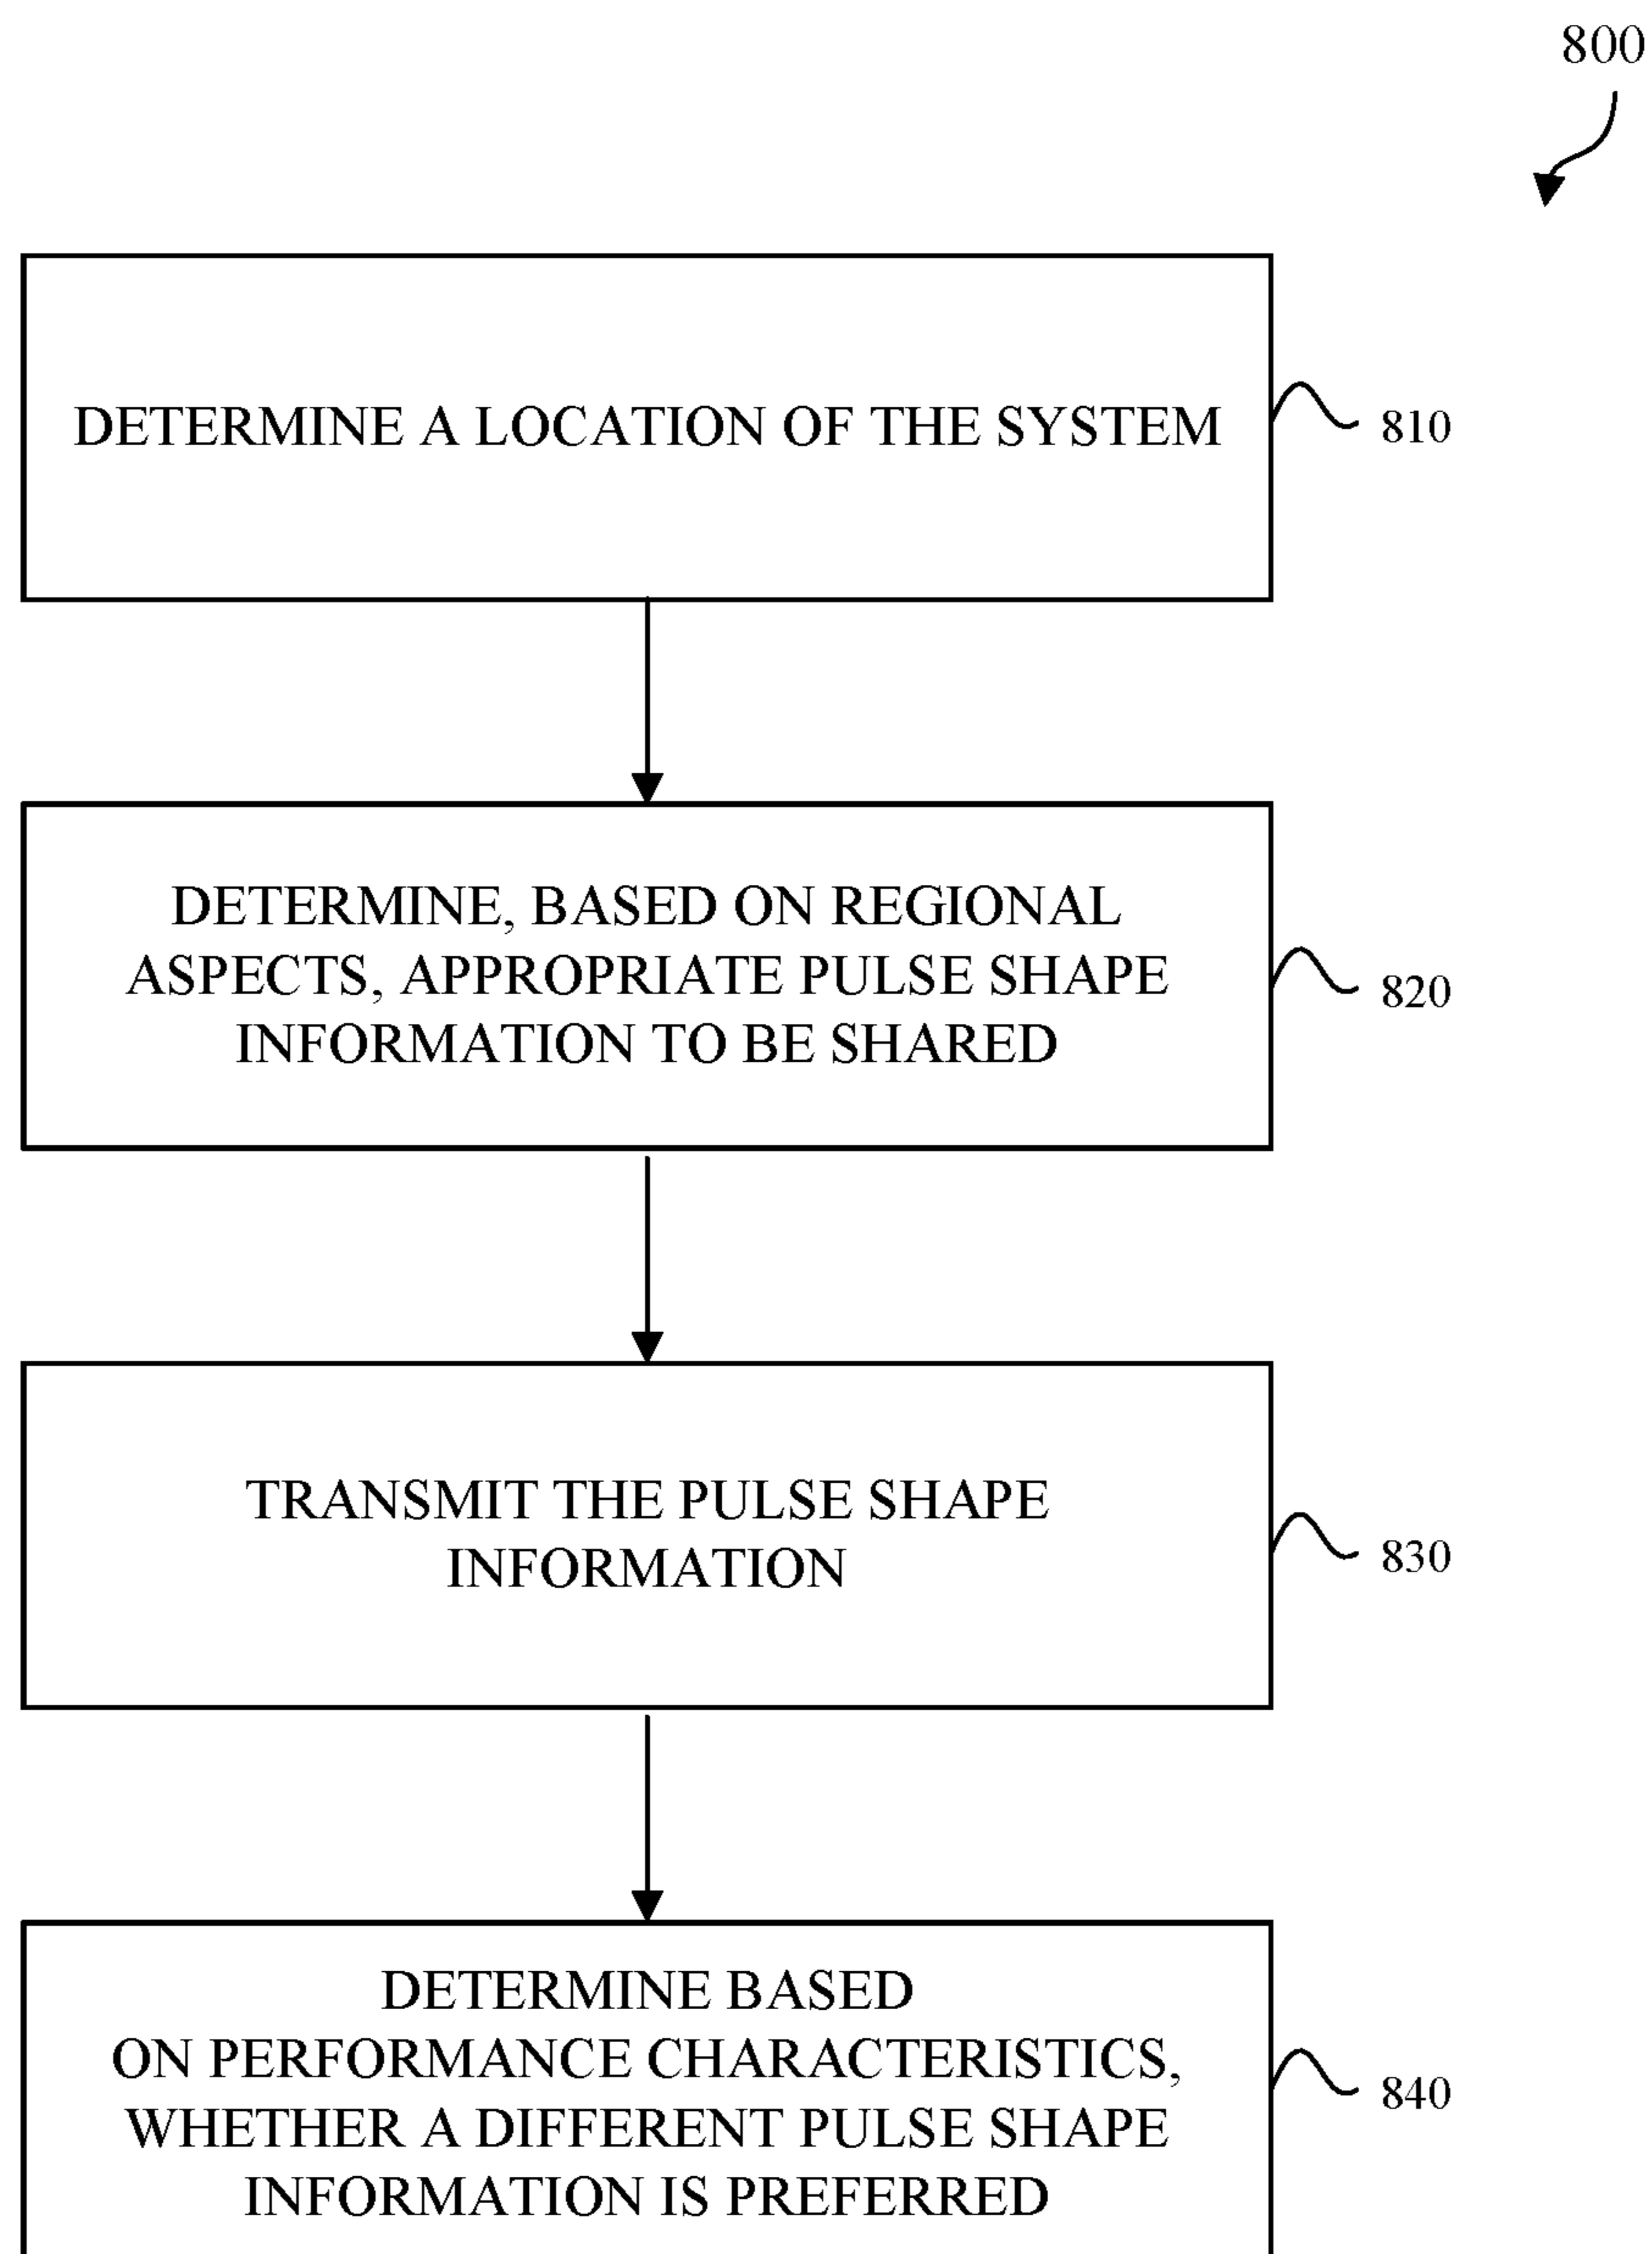 800
DETERMINE A LOCATION OF THE SYSTEM
810
DETERMINE, BASED ON REGIONAL
ASPECTS, APPROPRIATE PULSE SHAPE
INFORMATION TO BE SHARED
820
TRANSMIT THE PULSE SHAPE
INFORMATION
830
DETERMINE BASED
ON PERFORMANCE CHARACTERISTICS,
WHETHER A DIFFERENT PULSE SHAPE
INFORMATION IS PREFERRED
840